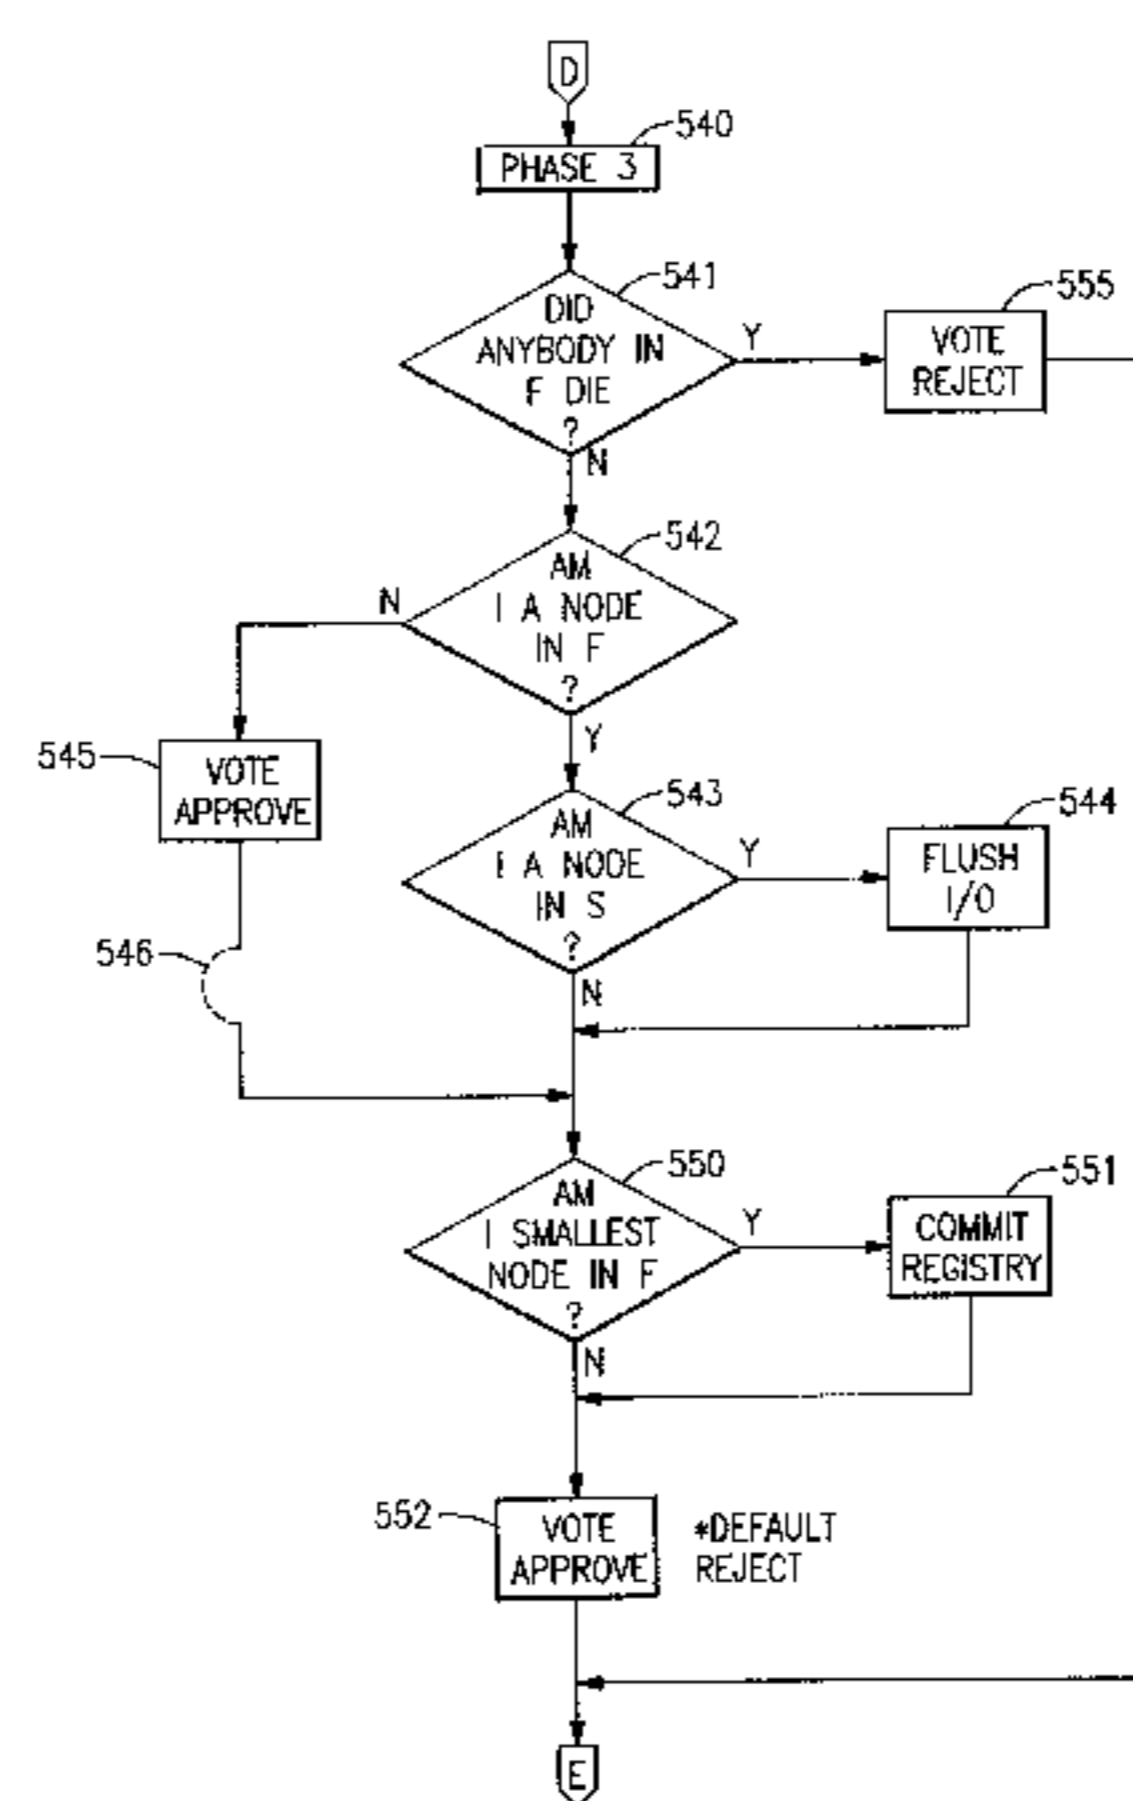 D
540
PHASE 3
541
DID
ANYBODY IN
F DIE
?
Y
N
555
VOTE
REJECT
542
AM
I A NODE
IN F
?
N
Y
545
VOTE
APPROVE
543
AM
I A NODE
IN S
?
Y
N
544
FLUSH
I/O
546
550
AM
I SMALLEST
NODE IN F
?
Y
N
551
COMMIT
REGISTRY
552
VOTE
APPROVE
*DEFAULT
REJECT
E